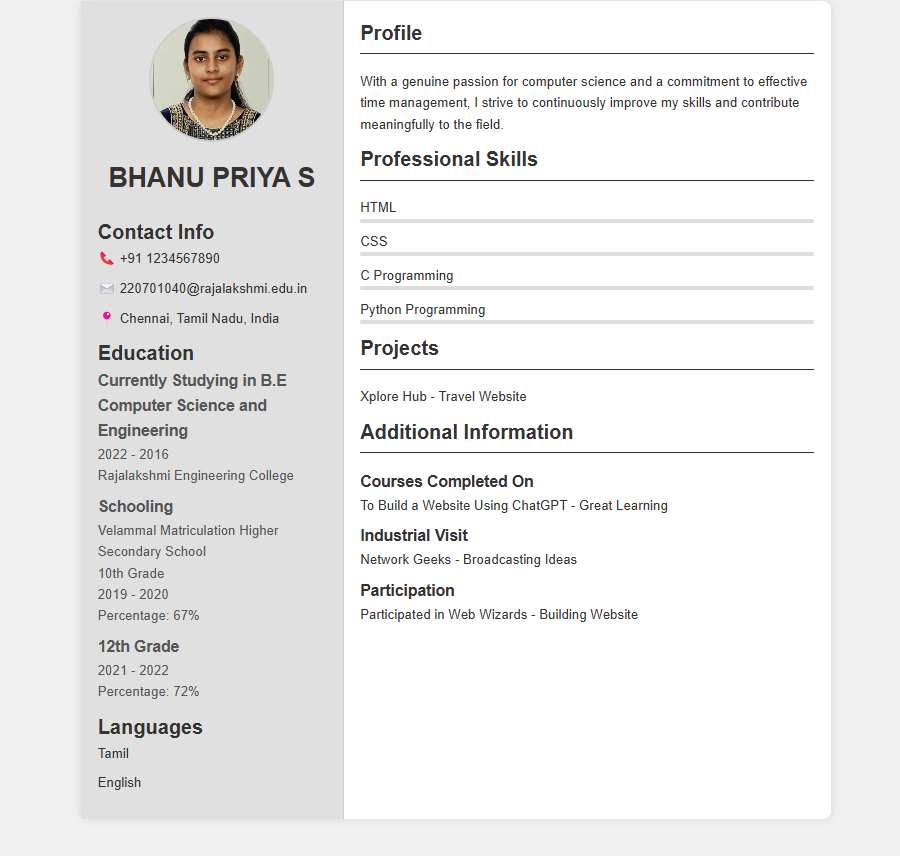 BHANU PRIYA S
Contact Info
+91 1234567890
220701040@rajalakshmi.edu.in
Chennai, Tamil Nadu, India
Education
Currently Studying in B.E
Computer Science and
Engineering
2022 - 2016
Rajalakshmi Engineering College
Schooling
Velammal Matriculation Higher
Secondary School
10th Grade
2019 - 2020
Percentage: 67%
12th Grade
2021 - 2022
Percentage: 72%
Languages
Tamil
English
Profile
With a genuine passion for computer science and a commitment to effective
time management, I strive to continuously improve my skills and contribute
meaningfully to the field.
Professional Skills
HTML
CSS
C Programming
Python Programming
Projects
Xplore Hub - Travel Website
Additional Information
Courses Completed On
To Build a Website Using ChatGPT - Great Learning
Industrial Visit
Network Geeks - Broadcasting Ideas
Participation
Participated in Web Wizards - Building Website